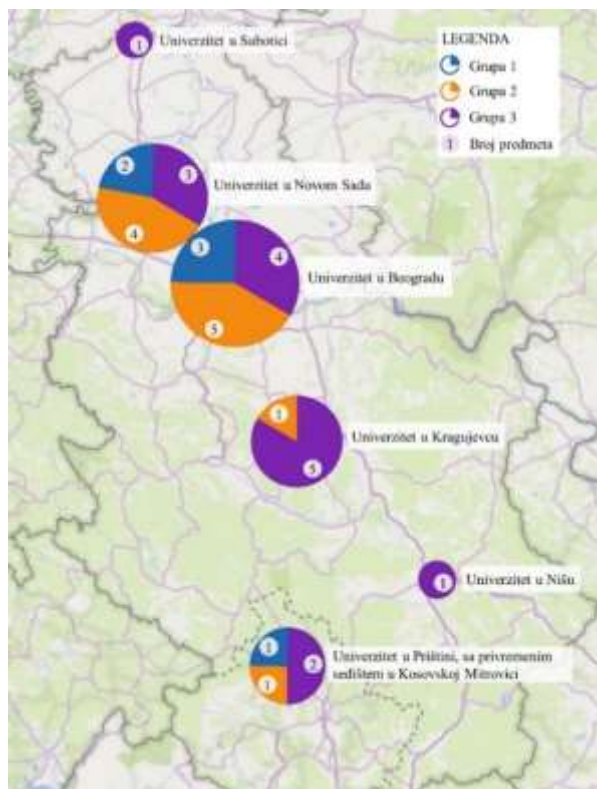 1
Univerzitet u Subotici
LEGENDA
Grupa 1
Grupa 2
Grupa 3
1 Broj predmeta
2
3
4
Univerzitet u Novom Sadu
3
4
5
Univerzitet u Beogradu
1
5
Univerzitet u Kragujevcu
1
Univerzitet u Nišu
1
2
1
Univerzitet u Prištini, sa privremenim
sedištem u Kosovskoj Mitrovici